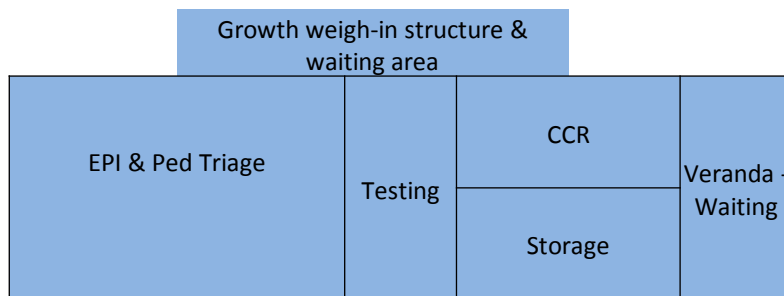 Growth weigh-in structure &
waiting area
EPI & Ped Triage
Testing
CCR
Storage
Veranda -
Waiting